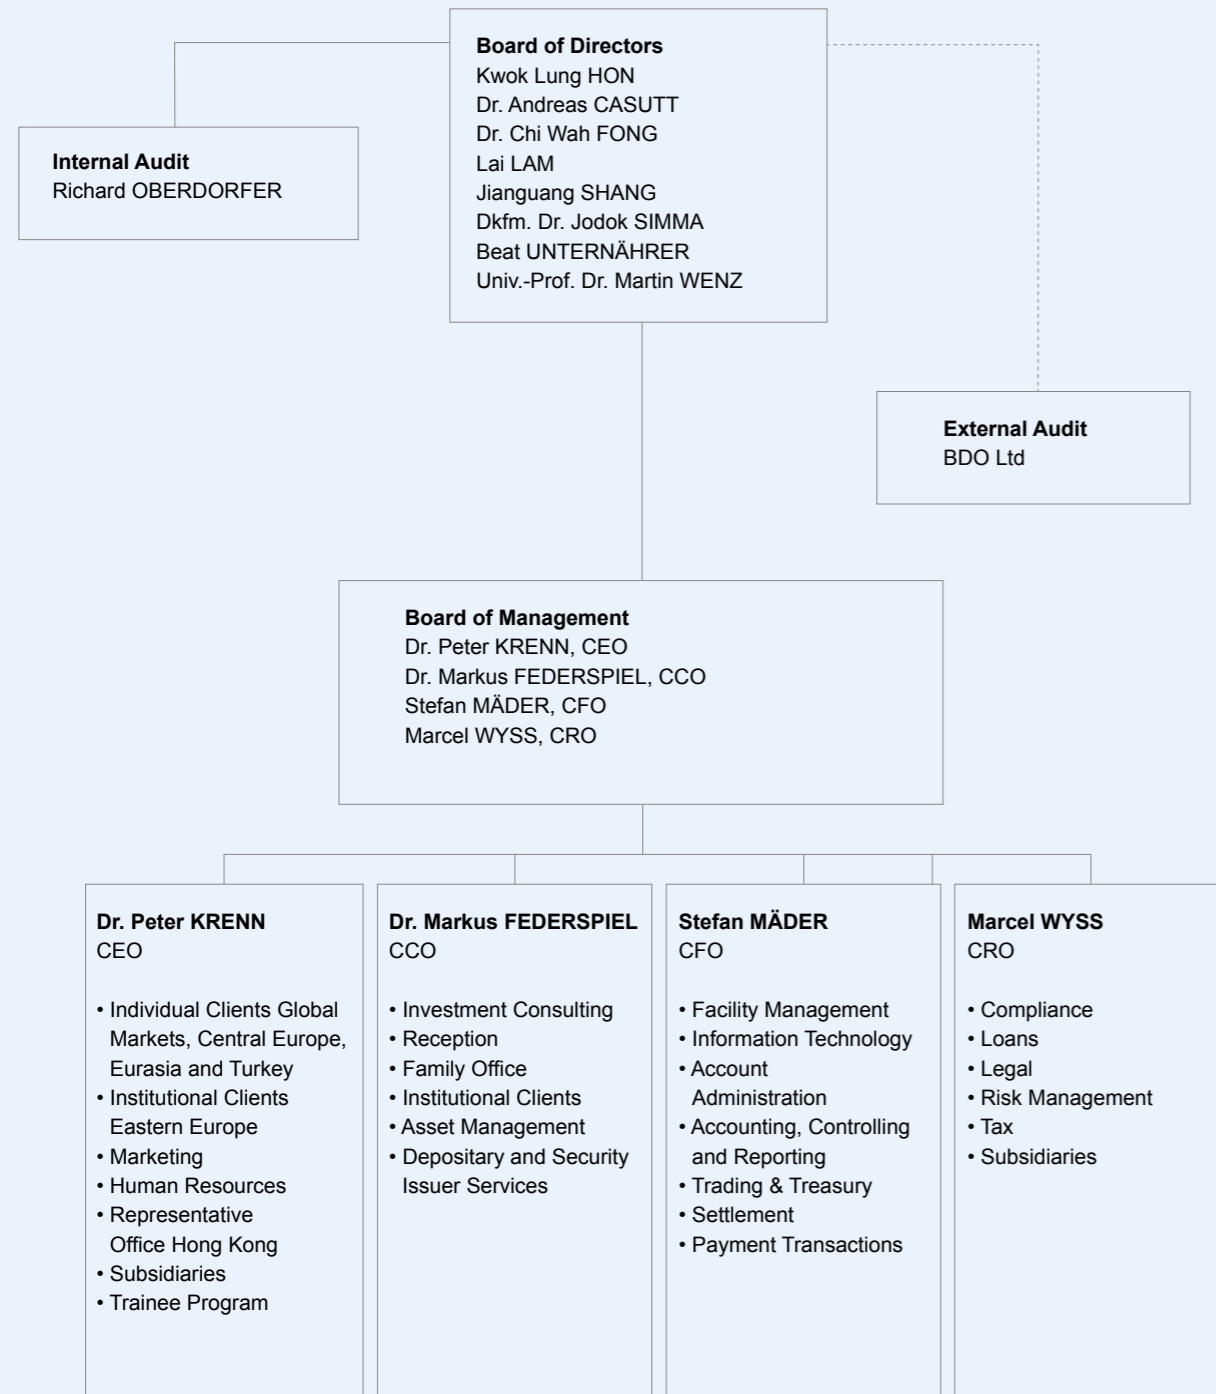 Board of Directors
Kwok Lung HON
Dr. Andreas CASUTT
Dr. Chi Wah FONG
Lai LAM
Jianguang SHANG
Dkfm. Dr. Jodok SIMMA
Beat UNTERNÄHRER
Univ.-Prof. Dr. Martin WENZ
Internal Audit
Richard OBERDORFER
External Audit
BDO Ltd
Board of Management
Dr. Peter KRENN, CEO
Dr. Markus FEDERSPIEL, CCO
Stefan MÄDER, CFO
Marcel WYSS, CRO
Dr. Peter KRENN
CEO
• Individual Clients Global
Markets, Central Europe,
Eurasia and Turkey
• Institutional Clients
Eastern Europe
• Marketing
• Human Resources
• Representative
Office Hong Kong
• Subsidiaries
• Trainee Program
Dr. Markus FEDERSPIEL
CCO
• Investment Consulting
• Reception
• Family Office
• Institutional Clients
• Asset Management
• Depositary and Security
Issuer Services
Stefan MÄDER
CFO
• Facility Management
• Information Technology
• Account
Administration
• Accounting, Controlling
and Reporting
• Trading & Treasury
• Settlement
• Payment Transactions
Marcel WYSS
CRO
• Compliance
• Loans
• Legal
• Risk Management
• Tax
• Subsidiaries